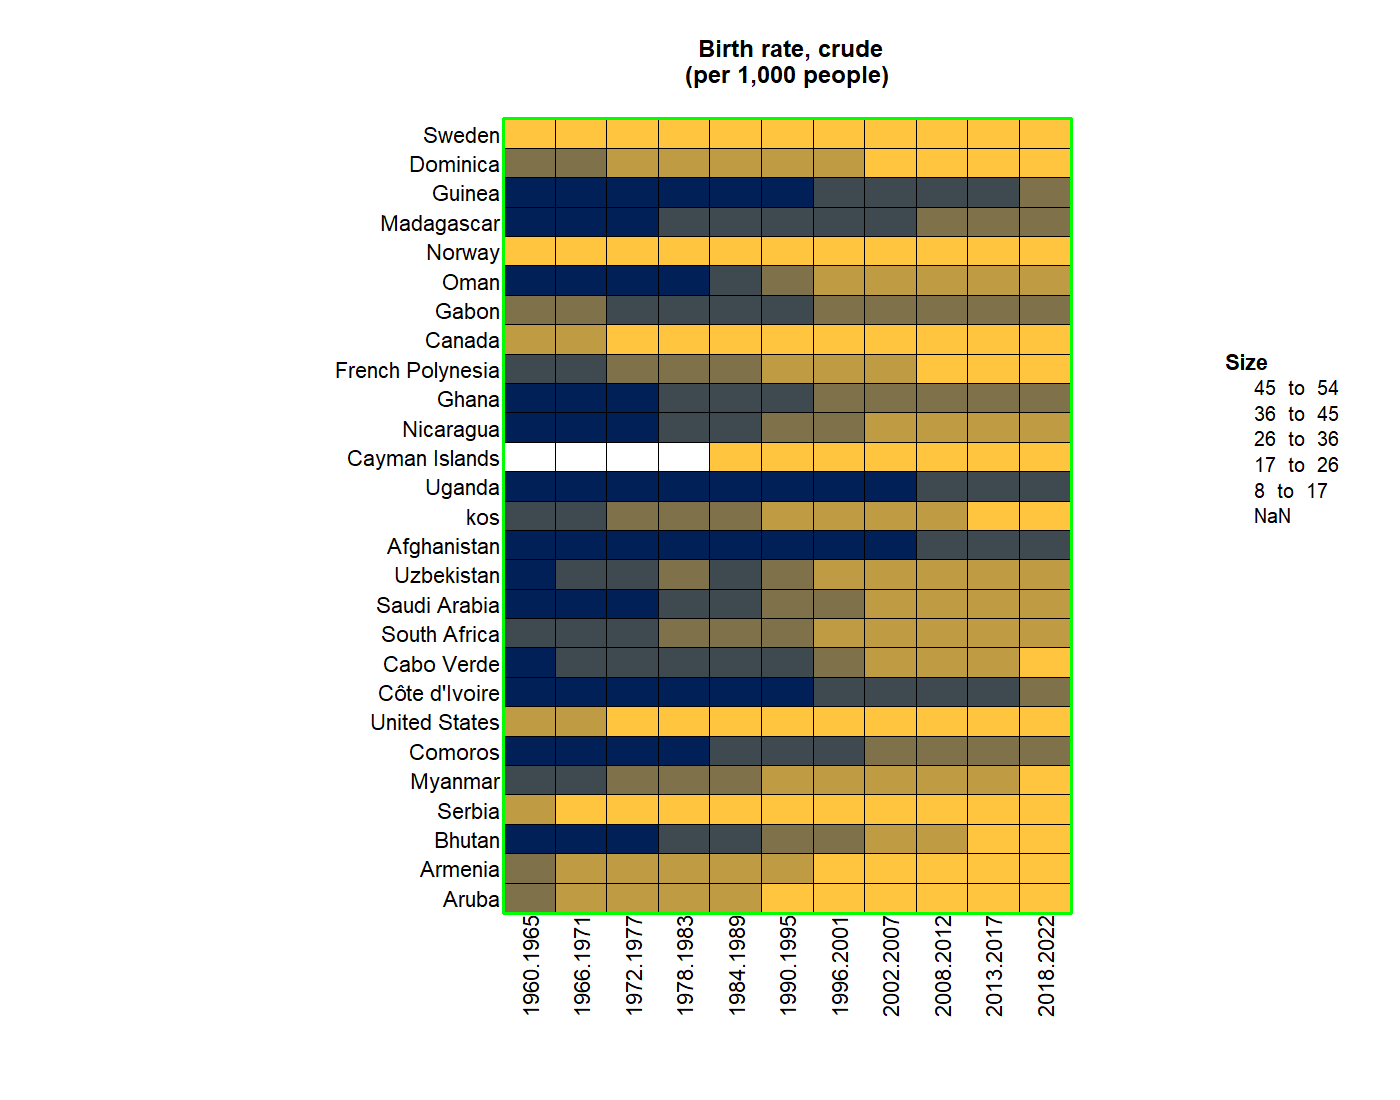 Birth rate, crude
(per 1,000 people)
Sweden
Dominica
Guinea
Madagascar
Norway
Oman
Gabon
Canada
French Polynesia
Ghana
Nicaragua
Cayman Islands
Uganda
kos
Afghanistan
Uzbekistan
Saudi Arabia
South Africa
Cabo Verde
Côte d'Ivoire
United States
Comoros
Myanmar
Serbia
Bhutan
Armenia
Aruba
1960.1965
1966.1971
1972.1977
1978.1983
1984.1989
1990.1995
1996.2001
2002.2007
2008.2012
2013.2017
2018.2022
Size
45 to 54
36 to 45
26 to 36
17 to 26
8 to 17
NaN